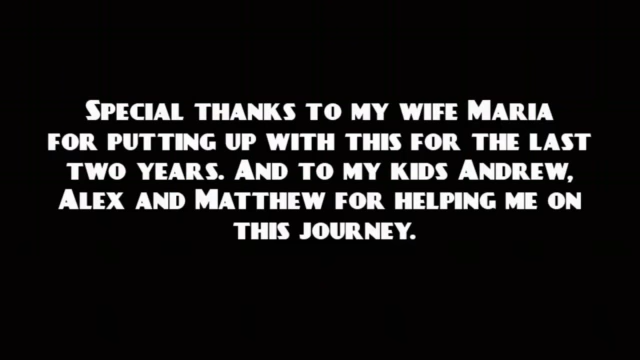 Special thanks to my wife Maria
for putting up with this for the last
two years. And to my kids Andrew,
Alex and Matthew for helping me on
this journey.